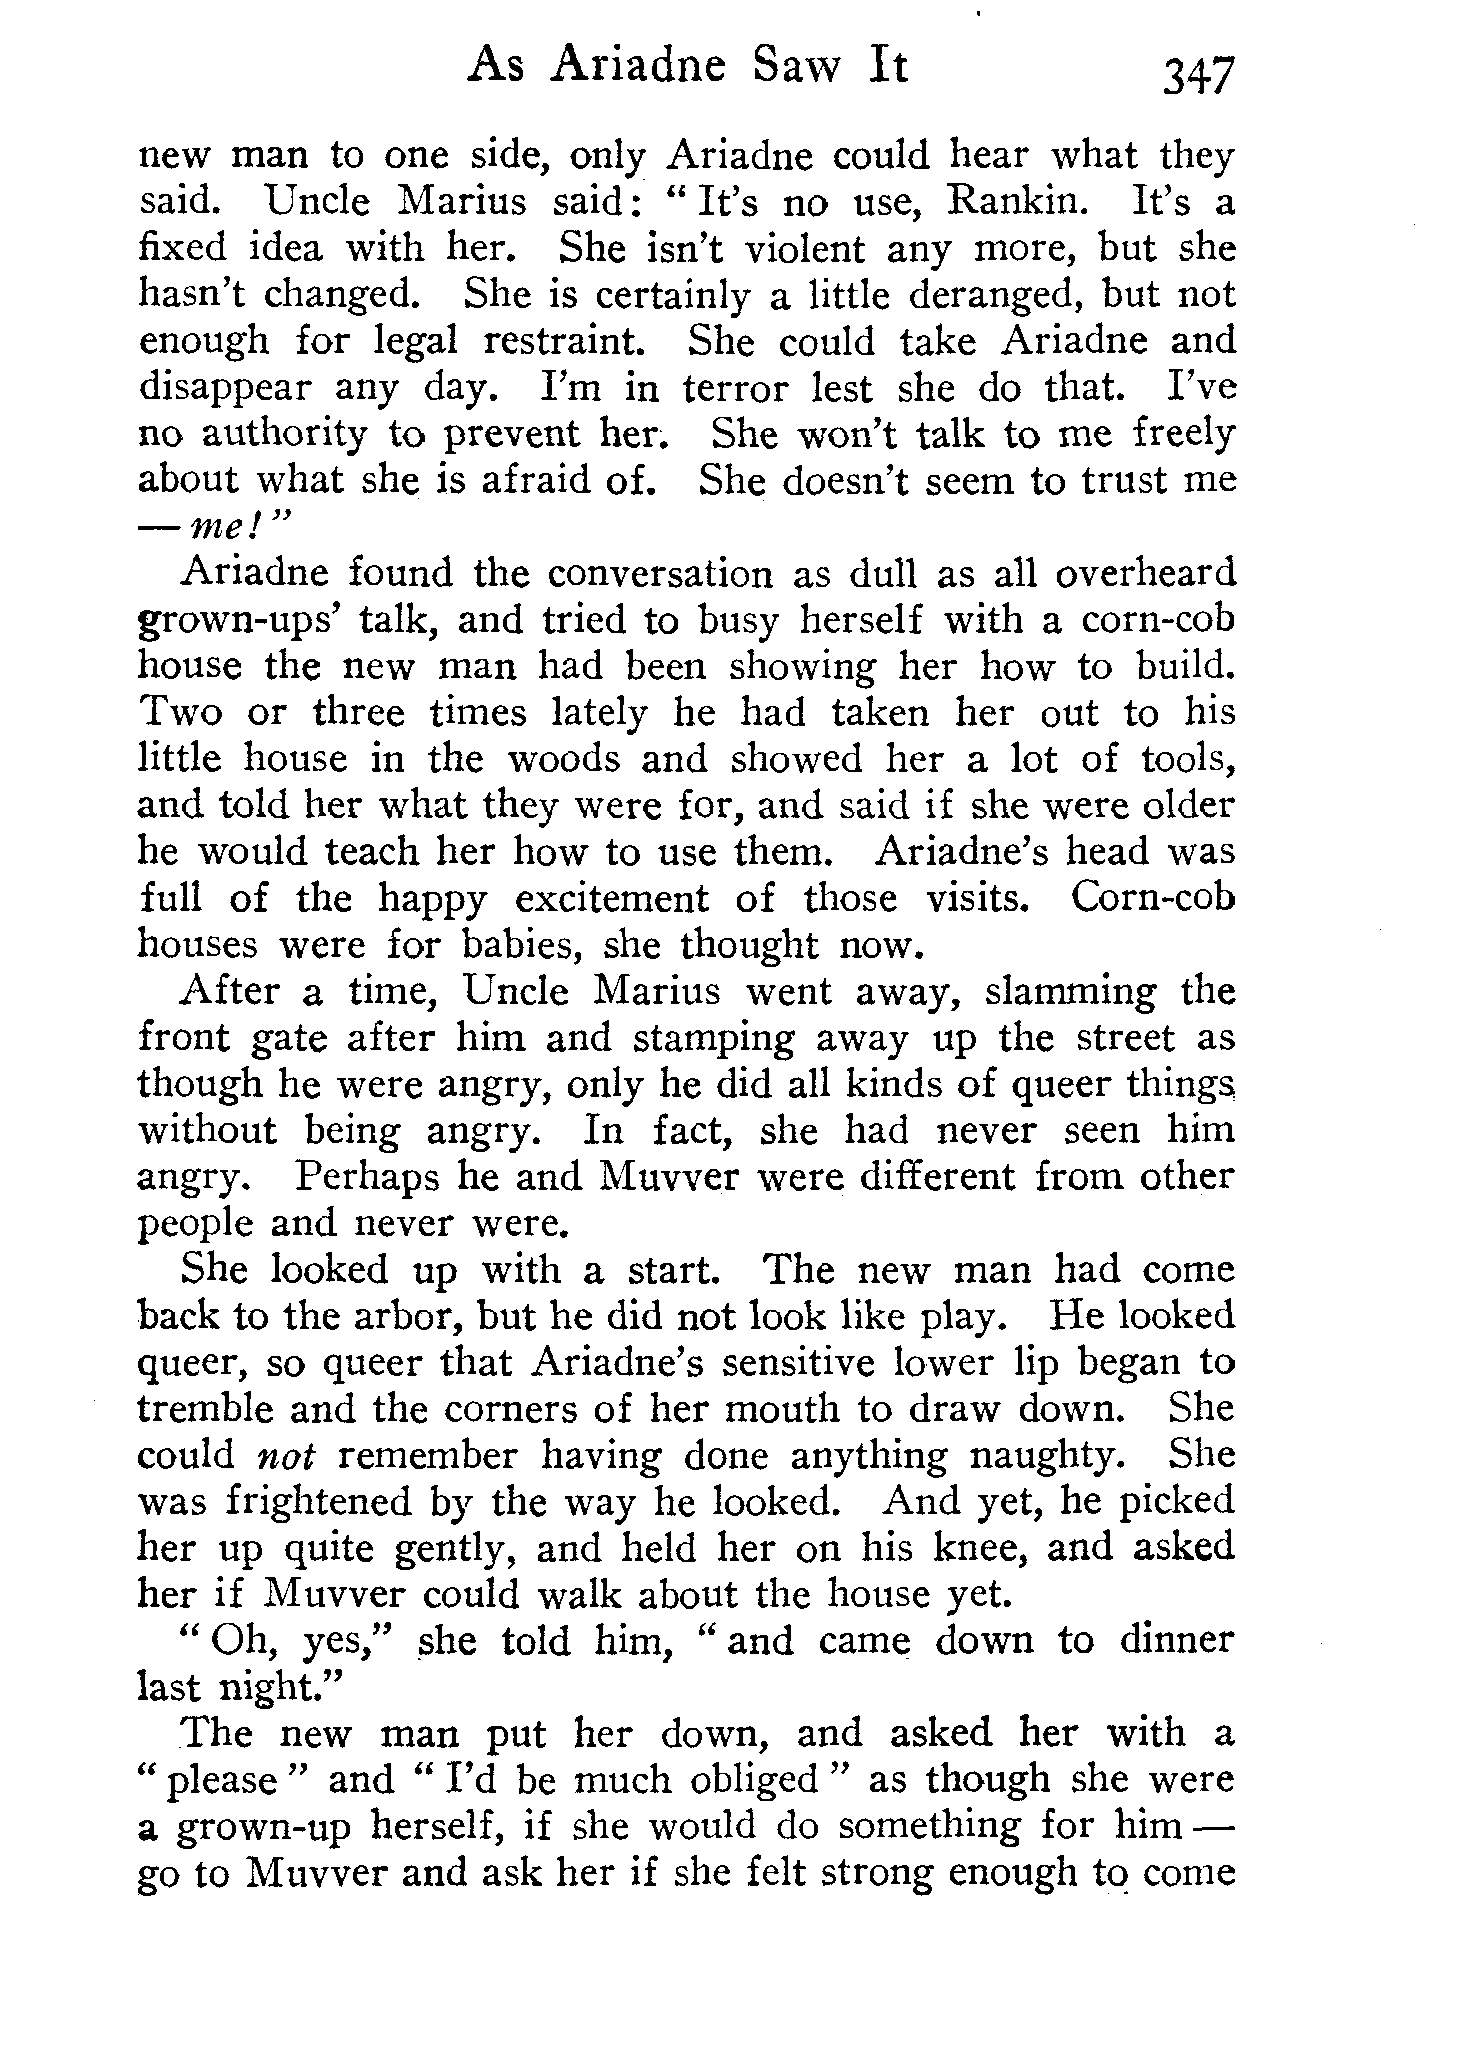 As Ariadne Saw It 347
new man to one side, only Ariadne could hear what they
said. Uncle Marius said: " It's no use, Rankin. It's a
fixed idea with her. She isn't violent any more, but she
hasn't changed. She is certainly a little deranged, but not
enough for legal restraint. She could take Ariadne and
disappear any day. I'm in terror lest she do that. I've
no authority to prevent her. She won't talk to me freely
about what she is afraid of. She doesn't seem to trust me
— me! "
Ariadne found the conversation as dull as all overheard
grown-ups' talk, and tried to busy herself with a corn-cob
house the new man had been showing her how to build.
Two or three times lately he had taken her out to his
little house in the woods and showed her a lot of tools,
and told her what they were for, and said if she were older
he would teach her how to use them. Ariadne's head was
full of the happy excitement of those visits. Corn-cob
houses were for babies, she thought now.
After a time, Uncle Marius went away, slamming the
front gate after him and stamping away up the street as
though he were angry, only he did all kinds of queer things
without being angry. In fact, she had never seen him
angry. Perhaps he and Muvver were different from other
people and never were.
She looked up with a start. The new man had come
back to the arbor, but he did not look like play. He looked
queer, so queer that Ariadne's sensitive lower lip began to
tremble and the corners of her mouth to draw down. She
could not remember having done anything naughty. She
was frightened by the way he looked. And yet, he picked
her up quite gently, and held her on his knee, and asked
her if Muvver could walk about the house yet.
" Oh, yes," she told him, " and came down to dinner
last night."
The new man put her down, and asked her with a
" please " and " I'd be much obliged " as though she were
a grown-up herself, if she would do something for him —
go to Muvver and ask her if she felt strong enough to come